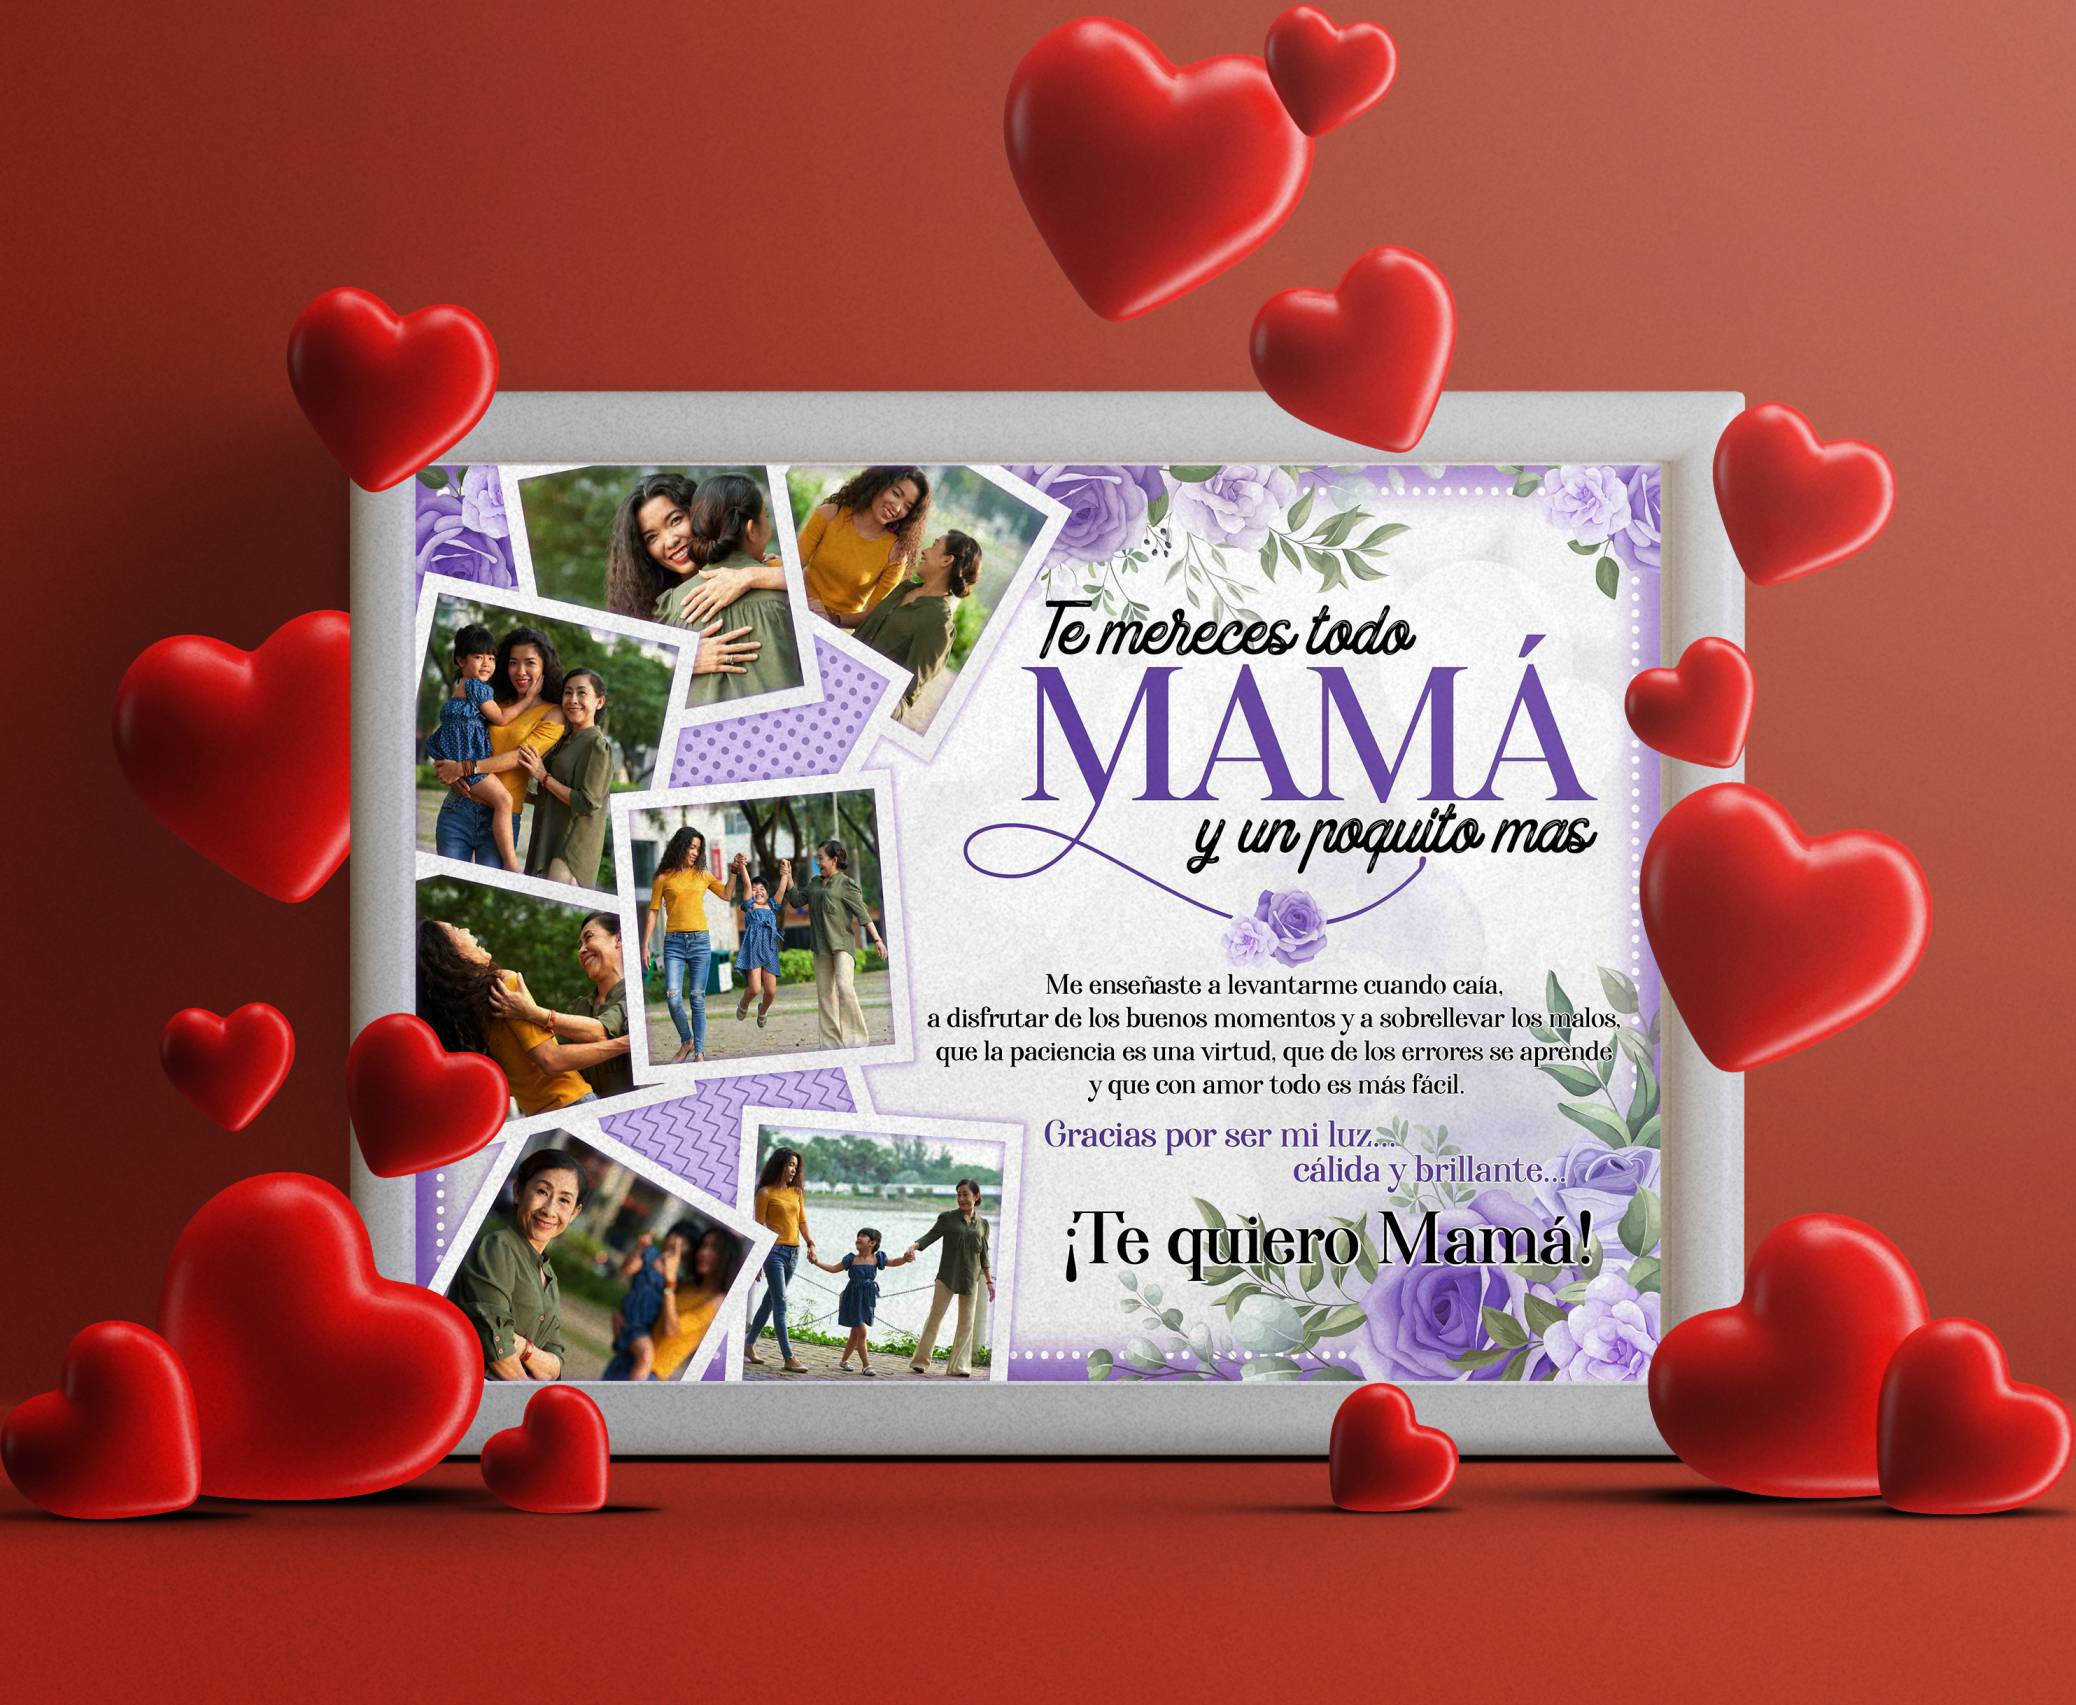 Te mereces todo
MAMÁ
y un poquito mas
Me enseñaste a levantarme cuando caía,
a disfrutar de los buenos momentos y a sobrellevar los malos,
que la paciencia es una virtud, que de los errores se aprende
y que con amor todo es más fácil.
Gracias por ser mi luz...
cálida y brillante...
¡Te quiero Mamá!